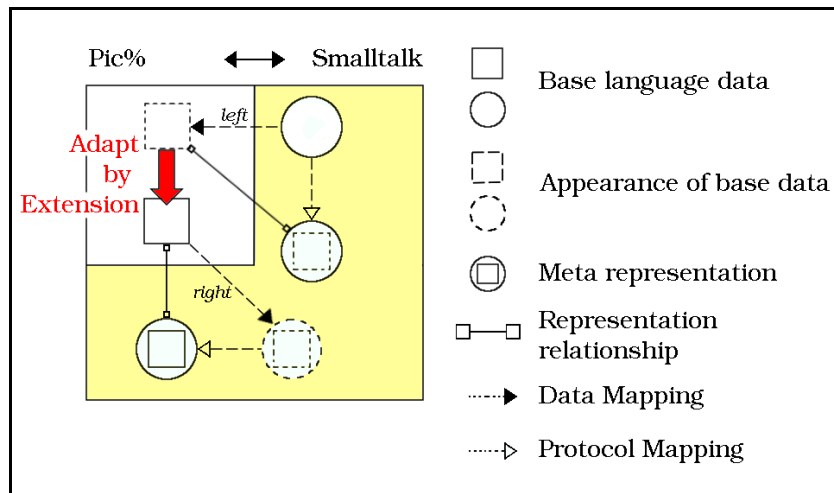 Pic% Smalltalk
left
Adapt
by
Extension
right
Base language data
Appearance of base data
Meta representation
Representation
relationship
Data Mapping
Protocol Mapping